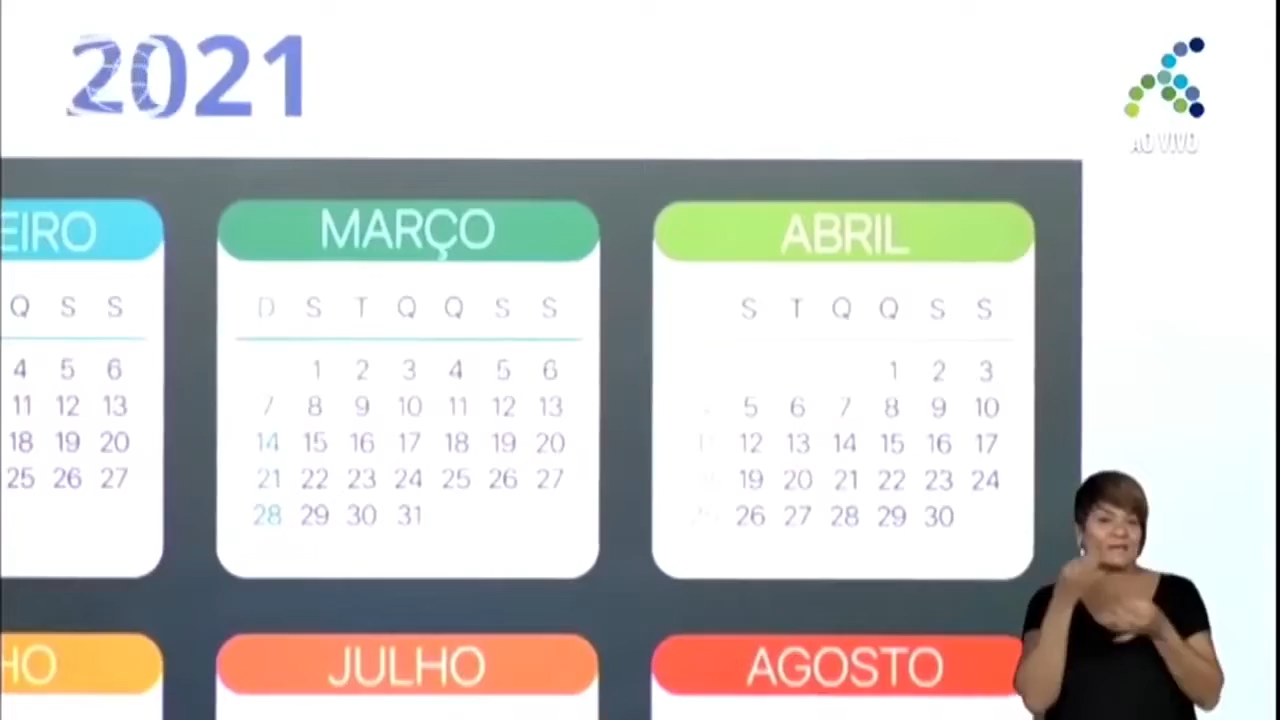 2021
AO VIVO
EIRO
Q S S
4 5 6
11 12 13
18 19 20
25 26 27
MARÇO
D S T Q Q S S
1 2 3 4 5 6
7 8 9 10 11 12 13
14 15 16 17 18 19 20
21 22 23 24 25 26 27
28 29 30 31
ABRIL
S T Q Q S S
1 2 3
5 6 7 8 9 10
12 13 14 15 16 17
19 20 21 22 23 24
26 27 28 29 30
HO
JULHO
AGOSTO